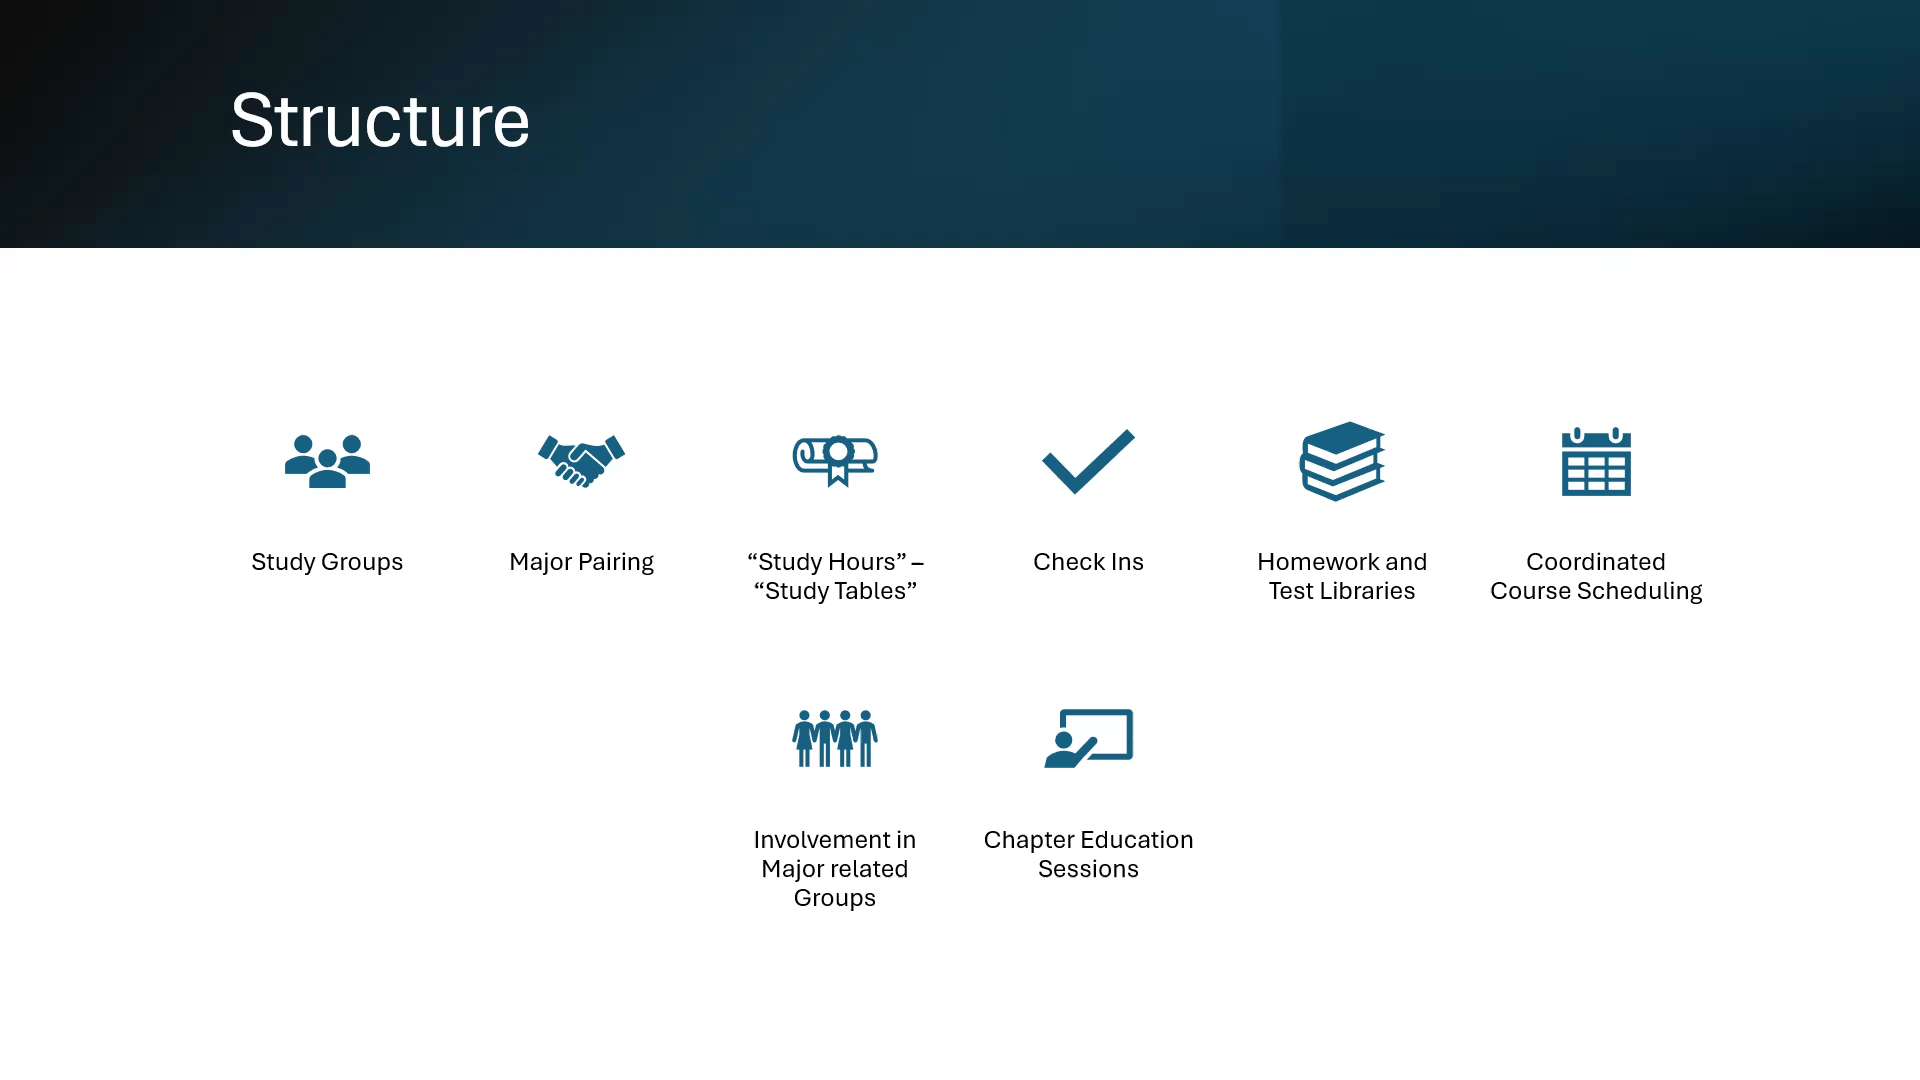 Structure
Study Groups
Major Pairing
“Study Hours” –
“Study Tables”
Check Ins
Homework and
Test Libraries
Coordinated
Course Scheduling
Involvement in
Major related
Groups
Chapter Education
Sessions